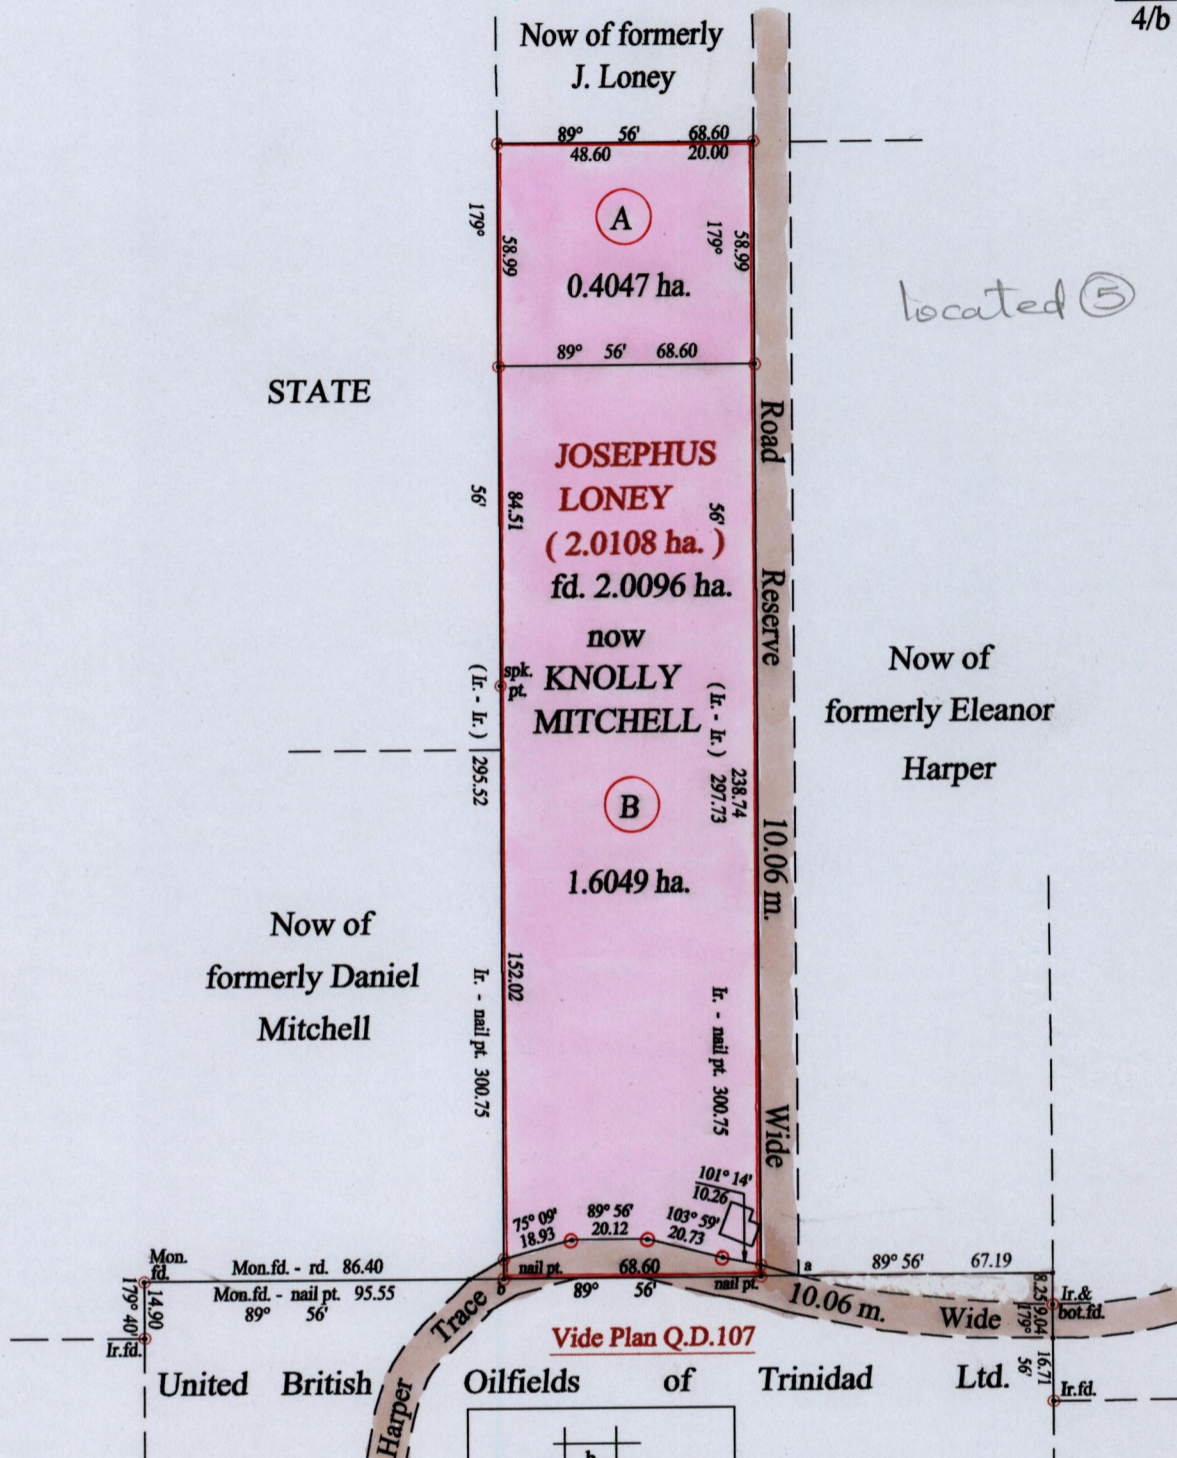 4/b
Now of formerly
J. Loney
89° 56' 68.60
48.60 20.00
179°
58.99
A
179°
58.99
0.4047 ha.
located 5
89° 56' 68.60
STATE
Road
JOSEPHUS
LONEY
56'
84.51
56'
( 2.0108 ha. )
fd. 2.0096 ha.
Reserve
now
spk.
pt.
KNOLLY
MITCHELL
( Ir. - Ir. ) 295.52
( Ir. - Ir. ) 297.73
238.74
Now of
formerly Eleanor
Harper
B
10.06 m.
1.6049 ha.
Now of
formerly Daniel
Mitchell
152.02
Ir. - nail pt. 300.75
Ir. - nail pt. 300.75
Wide
101° 14'
10.26
75° 09'
18.93
89° 56'
20.12
103° 59'
20.73
Mon.
fd.
Mon.fd. - rd. 86.40
nail pt.
68.60
nail pt.
a
89° 56' 67.19
Mon.fd. - nail pt. 95.55
89° 56'
89° 56'
179° 40'
14.90
Ir.fd.
8.25
9.04
179°
56'
16.71
Ir.&
bot.fd.
Ir.fd.
Trace
10.06 m. Wide
Vide Plan Q.D.107
United British Oilfields of Trinidad Ltd.
Harper
b